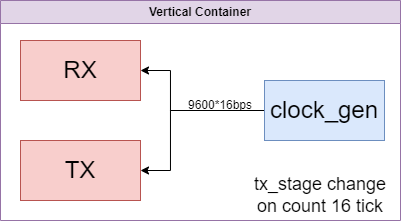 Vertical Container
RX
9600*16bps
clock_gen
TX
tx_stage change
on count 16 tick